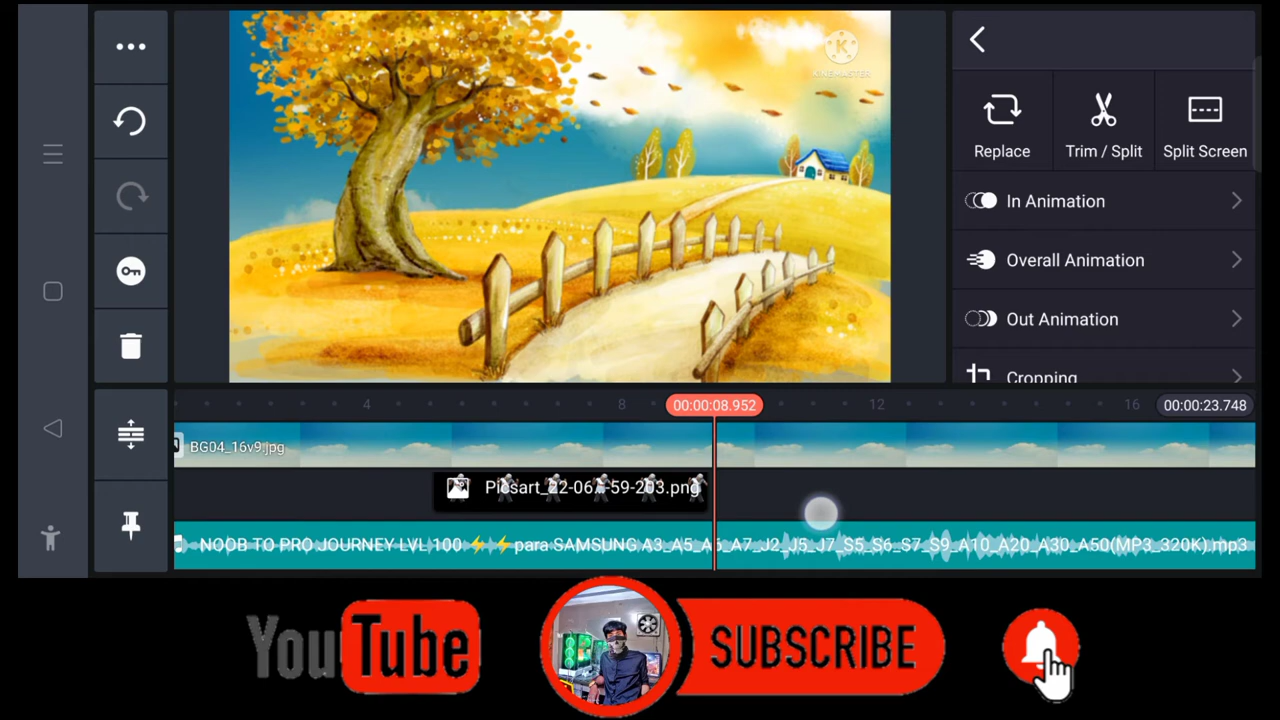 KINEMASTER
Replace
Trim / Split
Split Screen
In Animation
Overall Animation
Out Animation
Cropping
4
8
00:00:08.952
12
16
00:00:23.748
BG04_16v9.jpg
NOOB TO PRO JOURNEY LVL 100⚡⚡para SAMSUNG A3_A5_A6_A7_J2_J5_J7_S5_S6_S7_S9_A10_A20_A30_A50(MP3_320K).mp3
YouTube
SUBSCRIBE